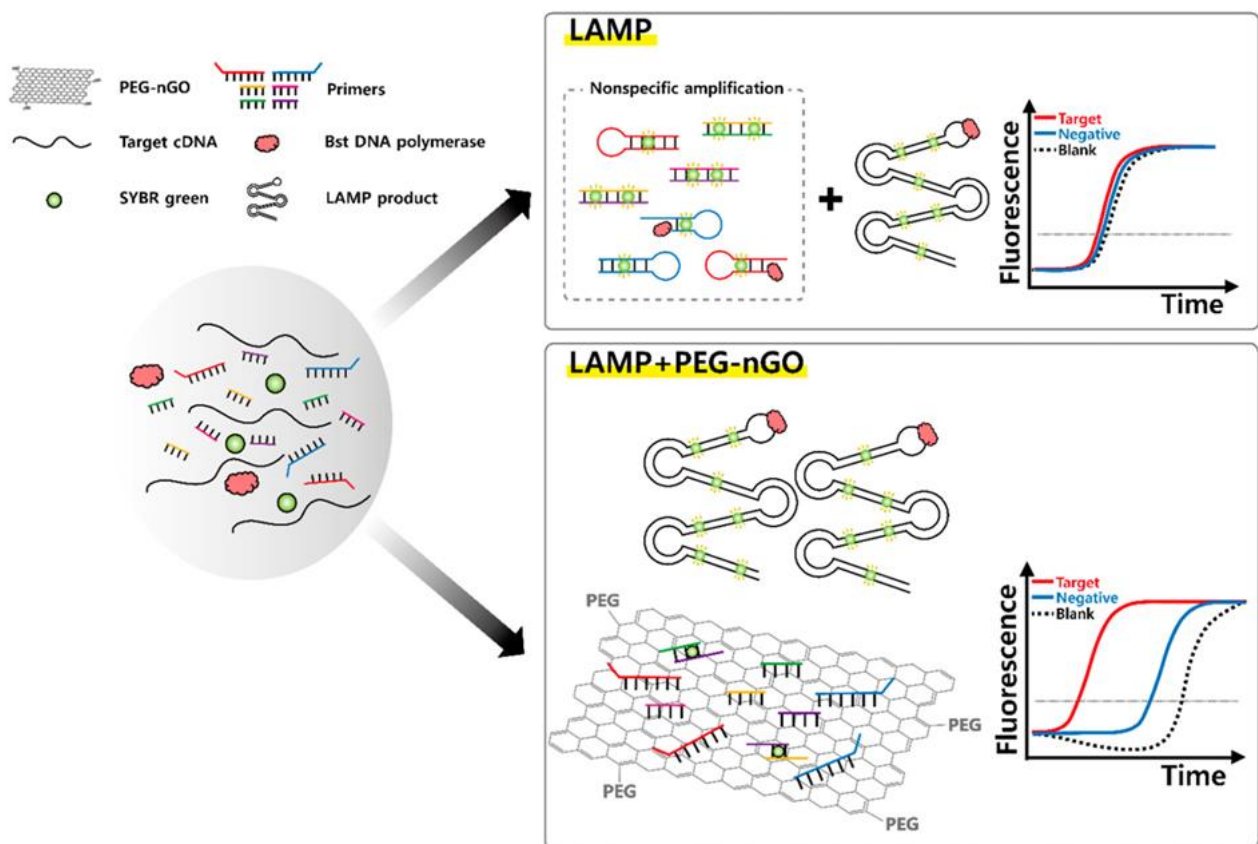 PEG-nGO
Primers
Target cDNA
Bst DNA polymerase
SYBR green
LAMP product
LAMP
Nonspecific amplification
+
Target
Negative
Blank
Fluorescence
Time
LAMP+PEG-nGO
PEG
PEG
PEG
PEG
Target
Negative
Blank
Fluorescence
Time